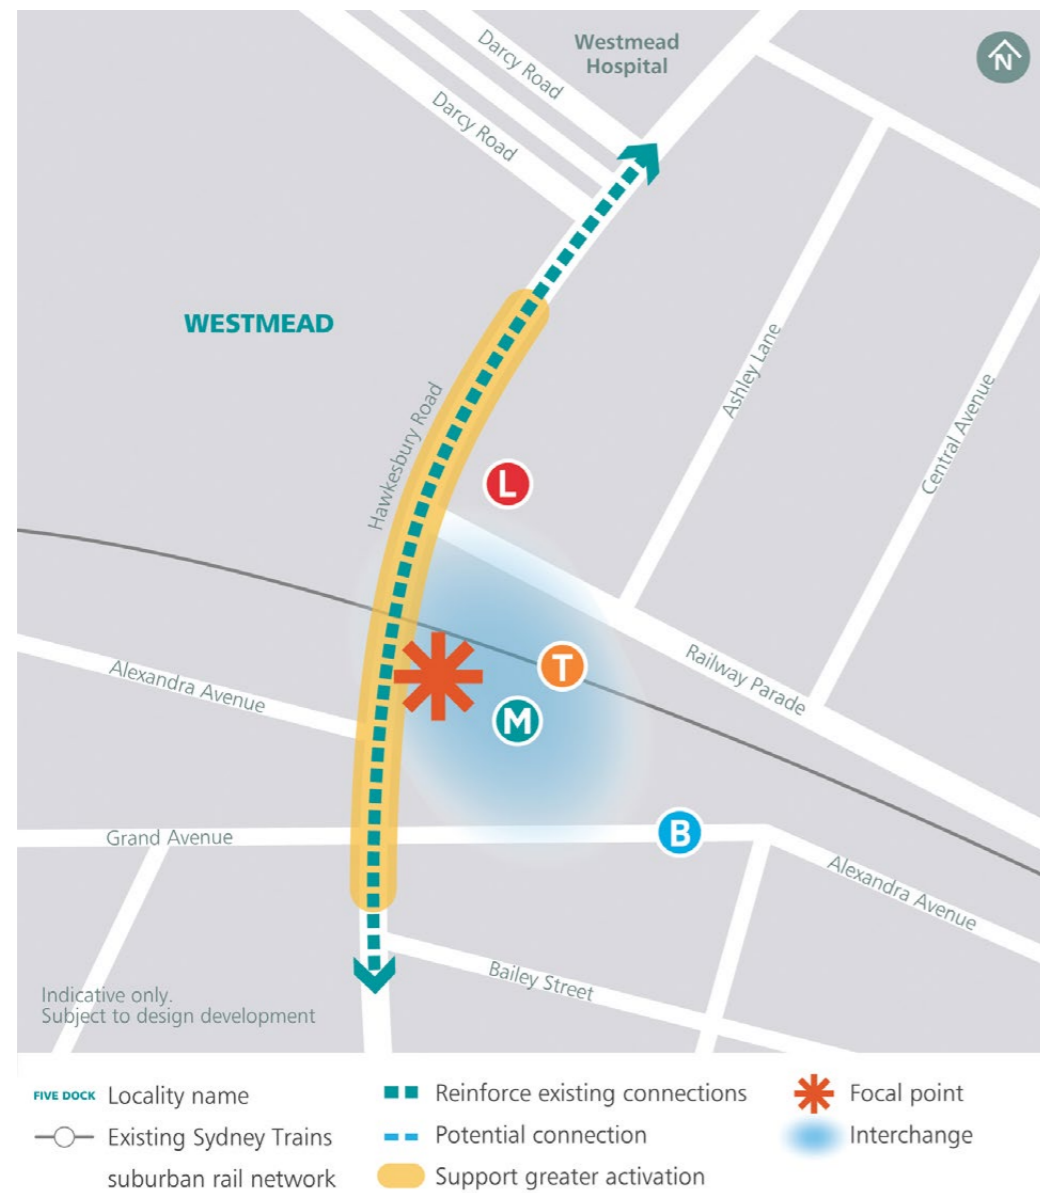 Darcy Road
Westmead
Hospital
N
Darcy Road
WESTMEAD
Ashley Lane
Central Avenue
Hawkesbury Road
L
Railway Parade
T
Alexandra Avenue
M
B
Grand Avenue
Alexandra Avenue
Bailey Street
Indicative only.
Subject to design development
FIVE DOCK Locality name
Existing Sydney Trains
suburban rail network
Reinforce existing connections
Potential connection
Support greater activation
Focal point
Interchange